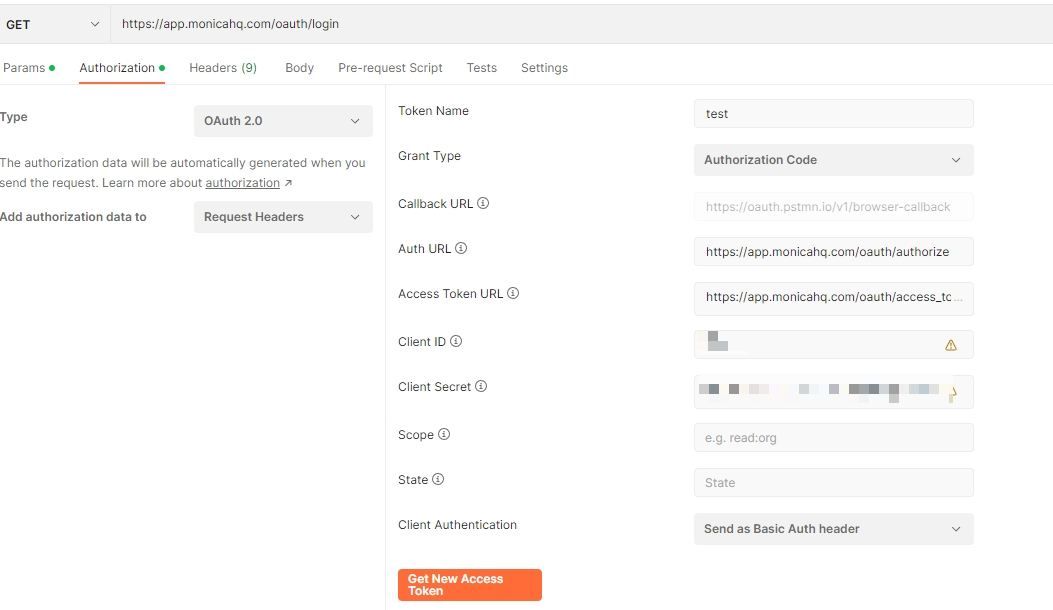 GET
https://app.monicahq.com/oauth/login
Params
Authorization
Headers (9)
Body
Pre-request Script
Tests
Settings
Type
OAuth 2.0
The authorization data will be automatically generated when you
send the request. Learn more about authorization ↗
Add authorization data to
Request Headers
Token Name
test
Grant Type
Authorization Code
Callback URL
https://oauth.pstmn.io/v1/browser-callback
Auth URL
https://app.monicahq.com/oauth/authorize
Access Token URL
https://app.monicahq.com/oauth/access_tc...
Client ID
Client Secret
Scope
e.g. read:org
State
State
Client Authentication
Send as Basic Auth header
Get New Access
Token